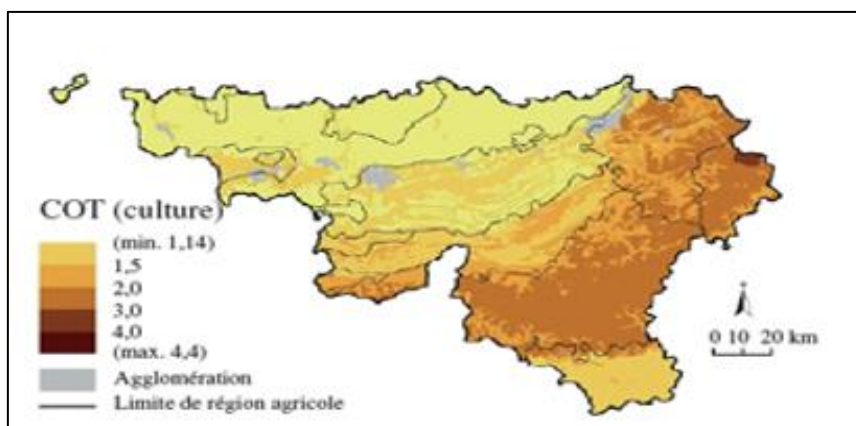 COT (culture)
(min. 1,14)
1,5
2,0
3,0
4,0
(max. 4,4)
Agglomération
Limite de région agricole
0 10 20 km